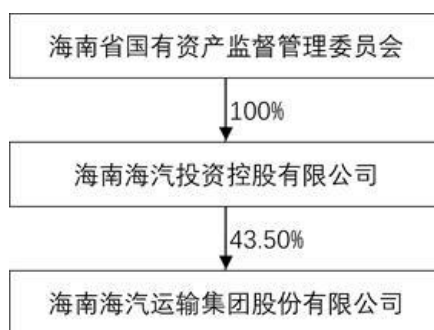 海南省国有资产监督管理委员会
100%
海南海汽投资控股有限公司
43.50%
海南海汽运输集团股份有限公司